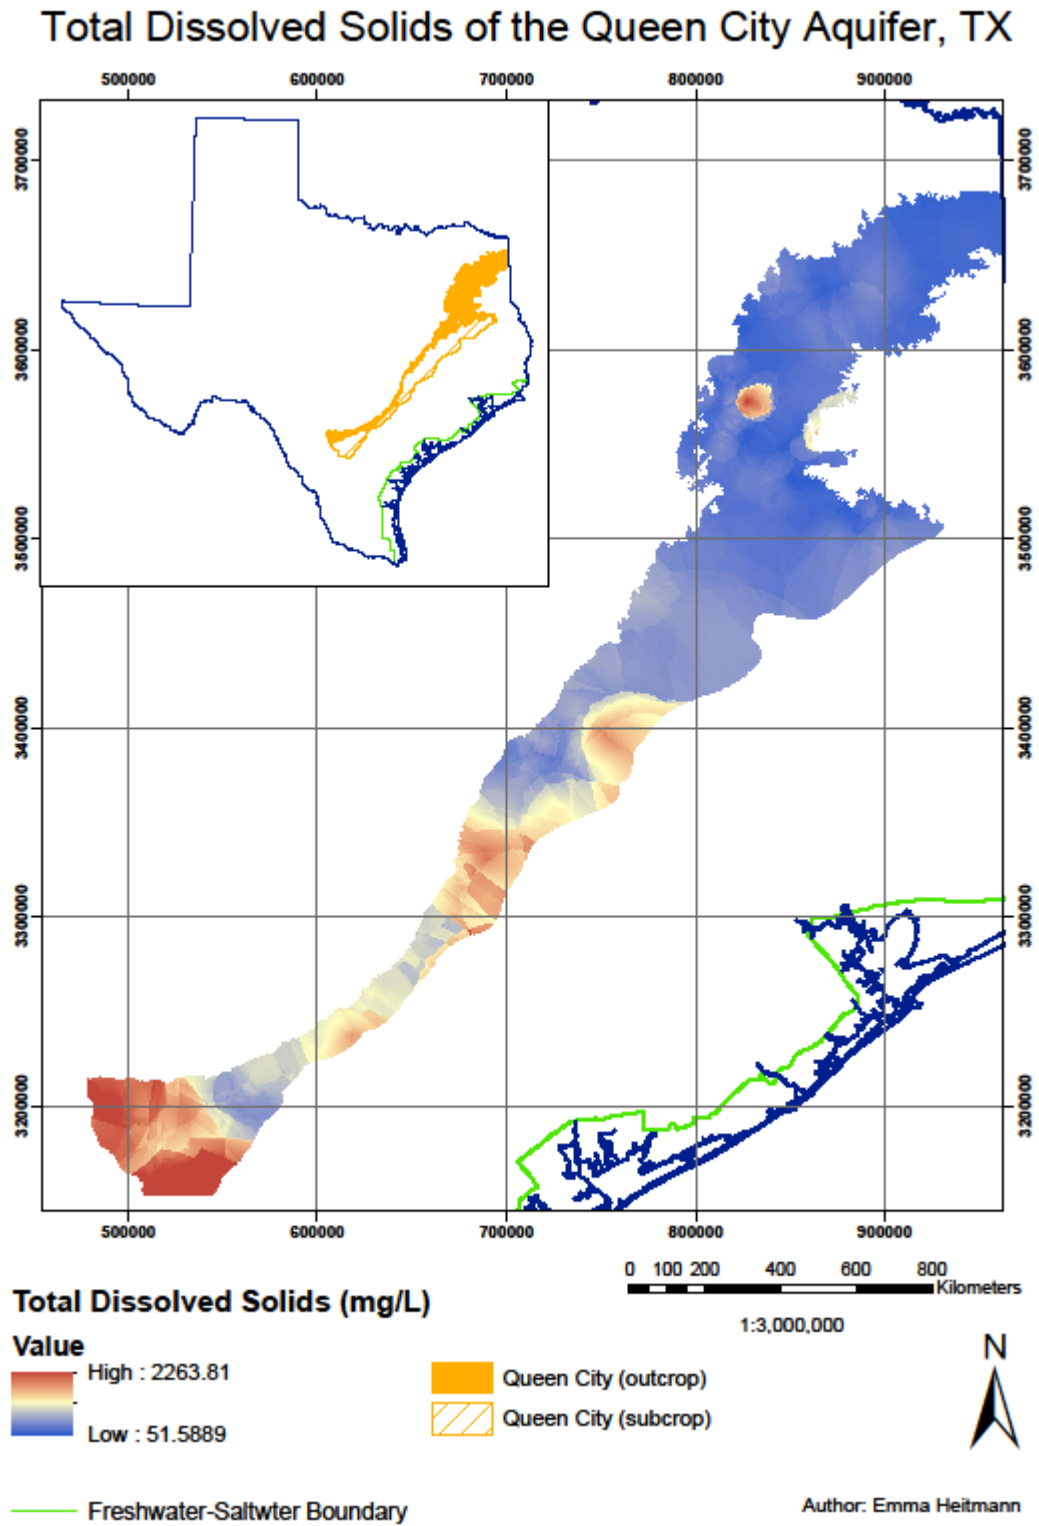 Total Dissolved Solids of the Queen City Aquifer, TX
500000 600000 700000 800000 900000
3700000 3700000
3600000 3600000
3500000 3500000
3400000 3400000
3300000 3300000
3200000 3200000
500000 600000 700000 800000 900000
0 100 200 400 600 800
Kilometers
1:3,000,000
Total Dissolved Solids (mg/L)
Value
High : 2263.81
Low : 51.5889
Queen City (outcrop)
Queen City (subcrop)
N
Freshwater-Saltwter Boundary
Author: Emma Heitmann